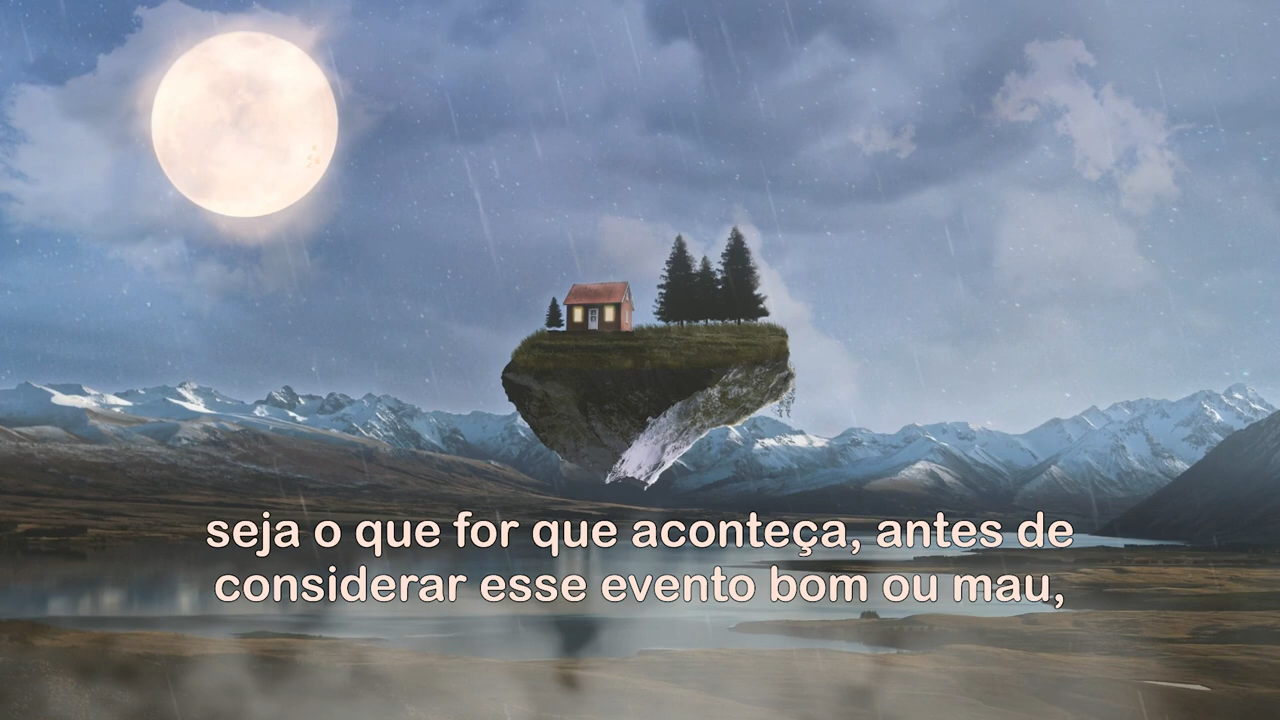 seja o que for que aconteça, antes de
considerar esse evento bom ou mau,